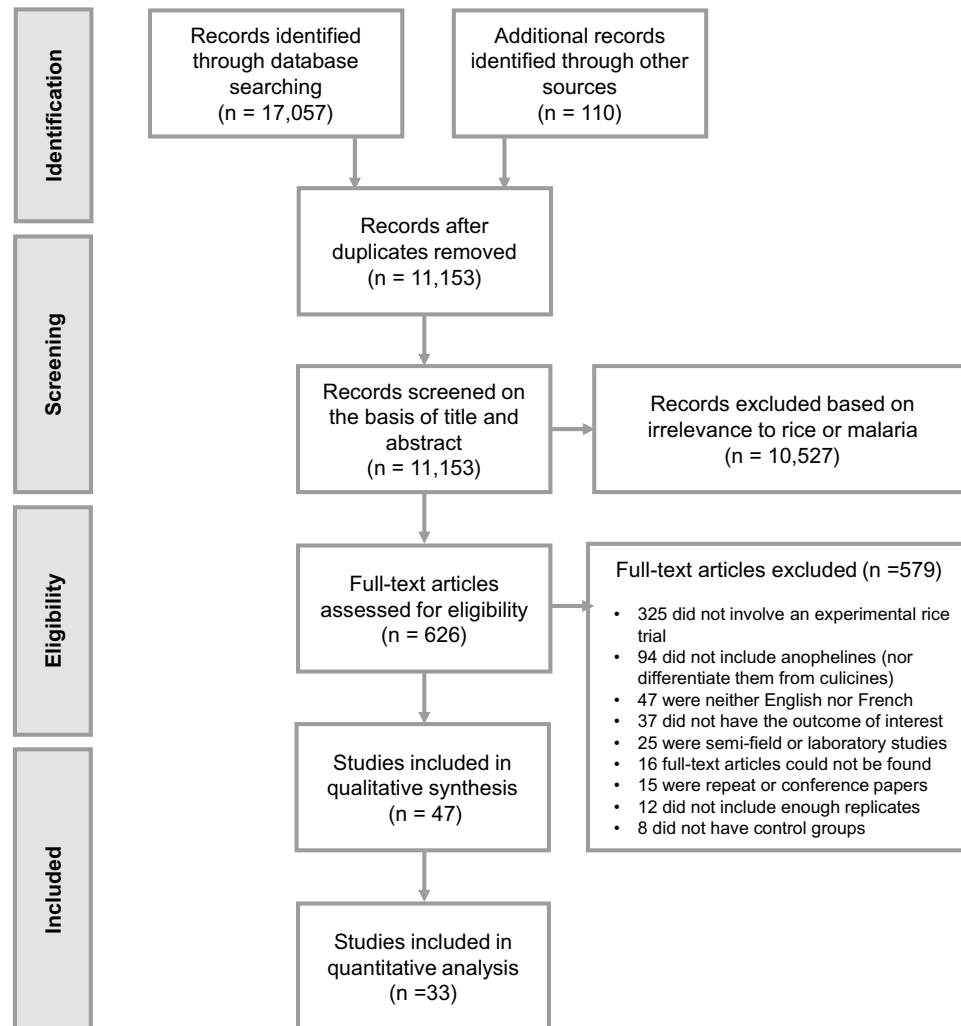 Identification
Records identified
through database
searching
(n = 17,057)
Additional records
identified through other
sources
(n = 110)
Records after
duplicates removed
(n = 11,153)
Screening
Records screened on
the basis of title and
abstract
(n = 11,153)
Records excluded based on
irrelevance to rice or malaria
(n = 10,527)
Eligibility
Full-text articles
assessed for eligibility
(n = 626)
Full-text articles excluded (n =579)
• 325 did not involve an experimental rice
trial
• 94 did not include anophelines (nor
differentiate them from culicines)
• 47 were neither English nor French
• 37 did not have the outcome of interest
• 25 were semi-field or laboratory studies
• 16 full-text articles could not be found
• 15 were repeat or conference papers
• 12 did not include enough replicates
• 8 did not have control groups
Included
Studies included in
qualitative synthesis
(n = 47)
Studies included in
quantitative analysis
(n =33)